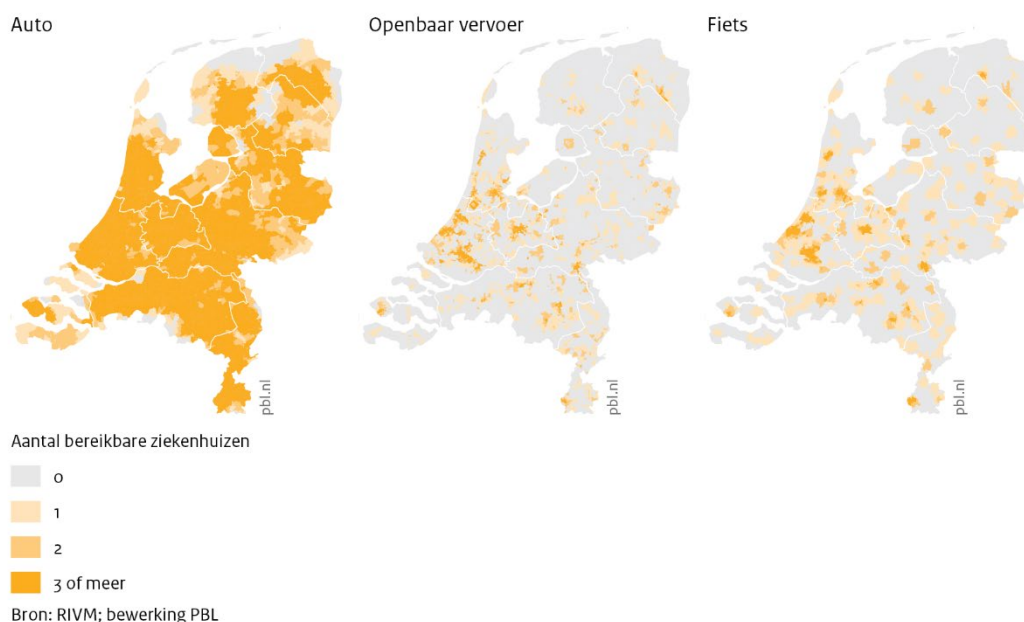 Auto
Openbaar vervoer
Fiets
pbl.nl
pbl.nl
pbl.nl
Aantal bereikbare ziekenhuizen
0
1
2
3 of meer
Bron: RIVM; bewerking PBL